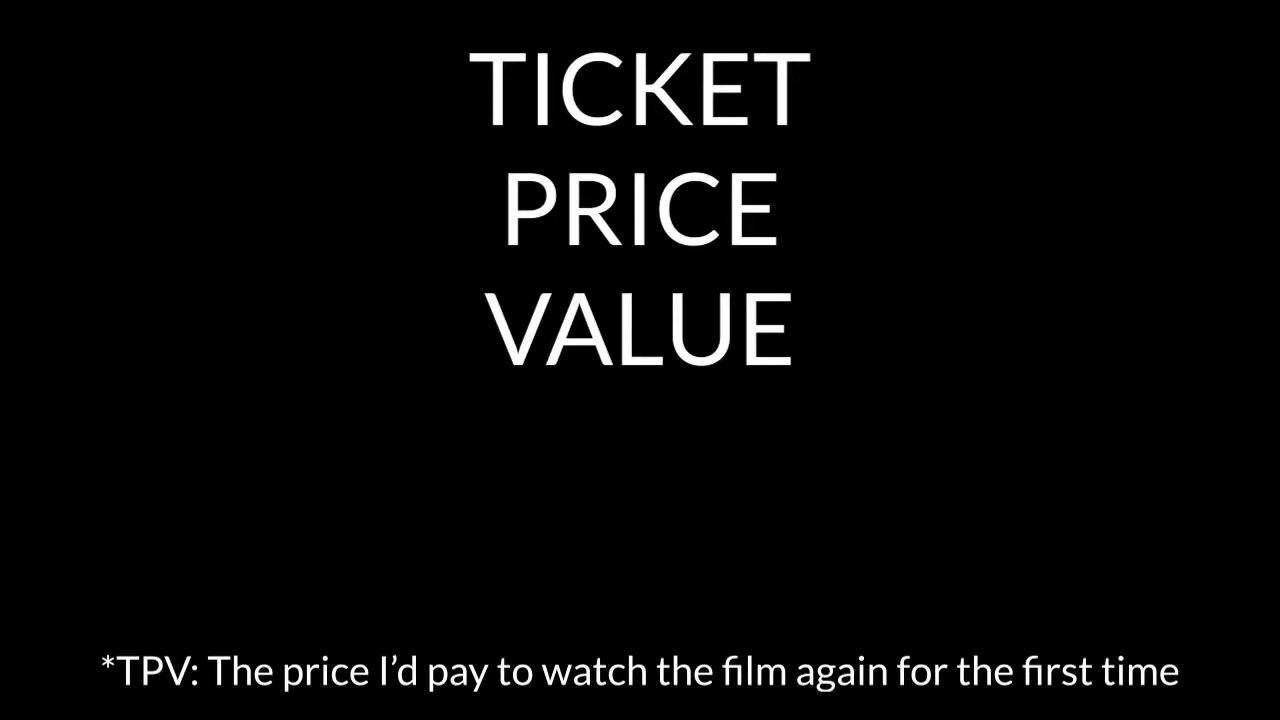 TICKET
PRICE
VALUE
*TPV: The price I’d pay to watch the film again for the first time